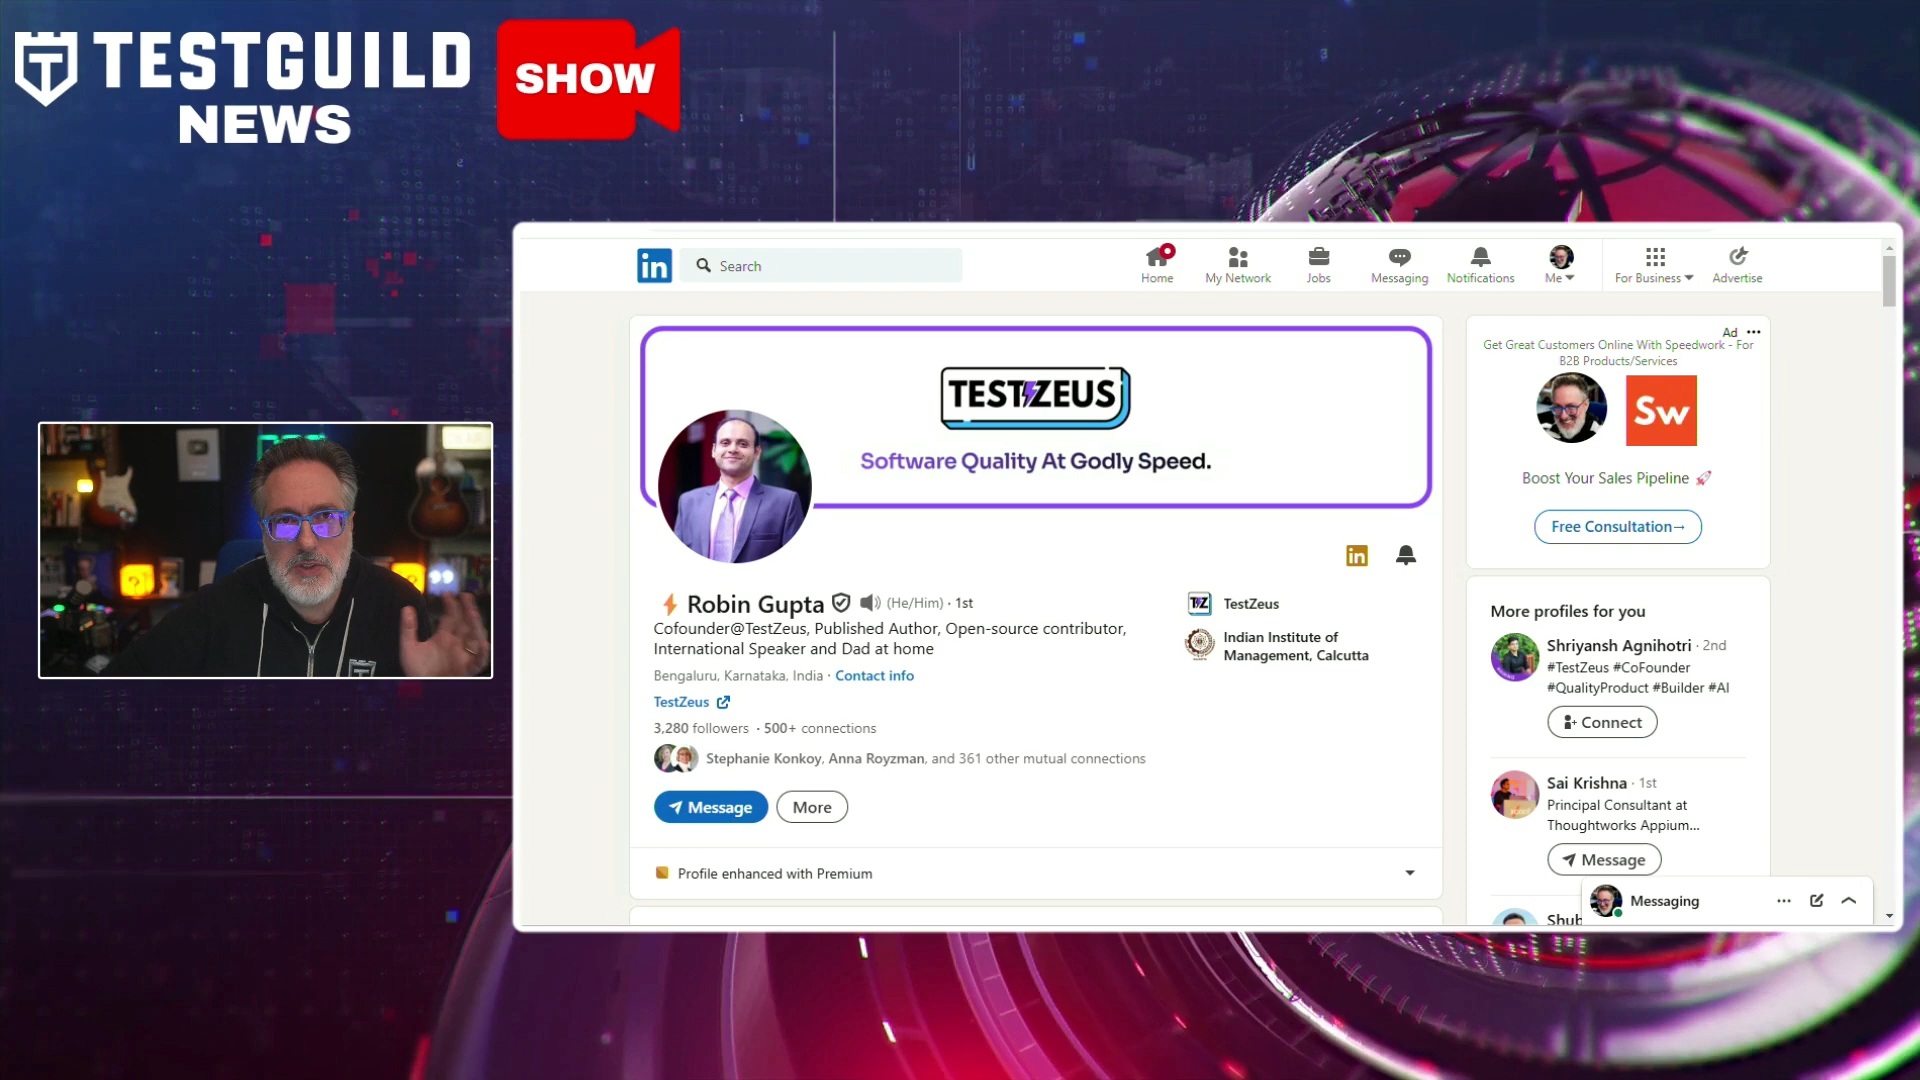 TESTGUILD
NEWS
SHOW
in
Search
Home
My Network
Jobs
Messaging
Notifications
Me
For Business
Advertise
TESTZEUS
Software Quality At Godly Speed.
in
Robin Gupta (He/Him) · 1st
Cofounder@TestZeus, Published Author, Open-source contributor,
International Speaker and Dad at home
Bengaluru, Karnataka, India · Contact info
TestZeus
3,280 followers · 500+ connections
Stephanie Konkoy, Anna Royzman, and 361 other mutual connections
Message
More
Profile enhanced with Premium
TZ
TestZeus
Indian Institute of
Management, Calcutta
Ad
Get Great Customers Online With Speedwork - For
B2B Products/Services
Sw
Boost Your Sales Pipeline 🚀
Free Consultation→
More profiles for you
Shriyansh Agnihotri · 2nd
#TestZeus #CoFounder
#QualityProduct #Builder #AI
Connect
Sai Krishna · 1st
Principal Consultant at
Thoughtworks Appium...
Message
Shub
Messaging